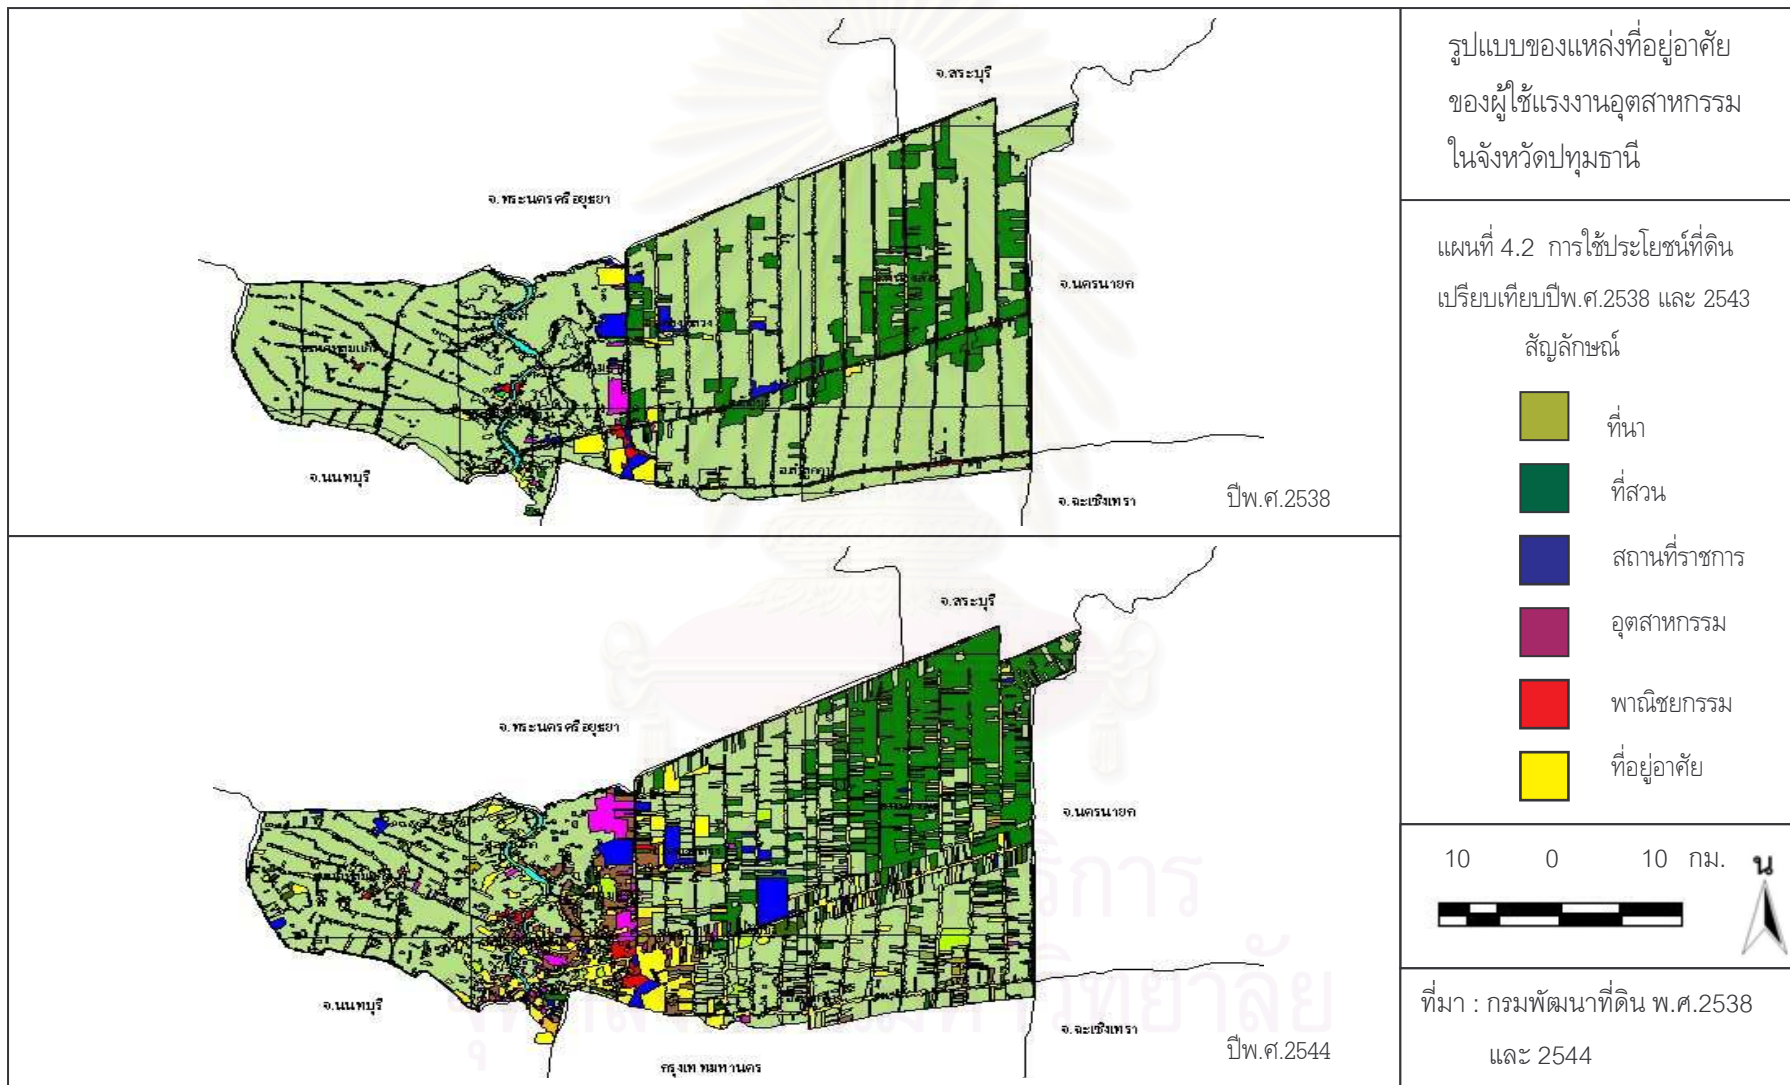 รูปแบบของแหล่งที่อยู่อาศัย
ของผู้ใช้แรงงานอุตสาหกรรม
ในจังหวัดปทุมธานี
แผนที่ 4.2 การใช้ประโยชน์ที่ดิน
เปรียบเทียบปีพ.ศ.2538 และ 2543
สัญลักษณ์
ที่นา
ที่สวน
สถานที่ราชการ
อุตสาหกรรม
พาณิชยกรรม
ที่อยู่อาศัย
10 0 10 กม.
น
ที่มา : กรมพัฒนาที่ดิน พ.ศ.2538
และ 2544
จ.สระบุรี
จ.พระนครศรีอยุธยา
จ.นครนายก
จ.นนทบุรี
จ.ฉะเชิงเทรา
ปีพ.ศ.2538
จ.สระบุรี
จ.พระนครศรีอยุธยา
จ.นครนายก
จ.นนทบุรี
จ.ฉะเชิงเทรา
กรุงเทพมหานคร
ปีพ.ศ.2544